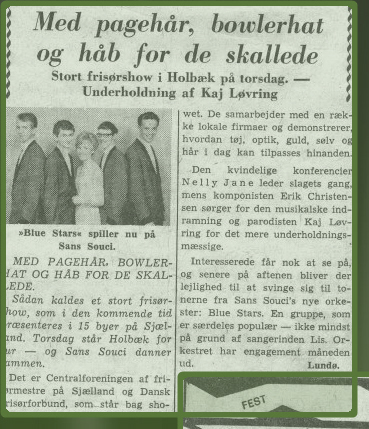 Med pagehår, bowlerhat
og håb for de skallede
Stort frisørshow i Holbæk på torsdag. —
Underholdning af Kaj Løvring
»Blue Stars« spiller nu på
Sans Souci.
MED PAGEHÅR, BOWLER-
HAT OG HÅB FOR DE SKAL-
LEDE.
Sådan kaldes et stort frisør-
how, som i den kommende tid
præsenteres i 15 byer på Sjæl-
and. Torsdag står Holbæk for
ur — og Sans Souci danner
ammen.
Det er Centralforeningen af fri-
ørmestre på Sjælland og Dansk
risørforbund, som står bag sho-
wet. De samarbejder med en ræk-
ke lokale firmaer og demonstrerer,
hvordan tøj, optik, guld, sølv og
hår i dag kan tilpasses hinanden.
Den kvindelige konferencier
Nelly Jane leder slagets gang,
mens komponisten Erik Christen-
sen sørger for den musikalske ind-
ramning og parodisten Kaj Løv-
ring for det mere underholdnings-
mæssige.
Interesserede får nok at se på,
og senere på aftenen bliver der
lejlighed til at svinge sig til to-
nerne fra Sans Souci's nye orke-
ster: Blue Stars. En gruppe, som
er særdeles populær — ikke mindst
på grund af sangerinden Lis. Or-
kestret har engagement måneden
ud. Lundø.
FEST